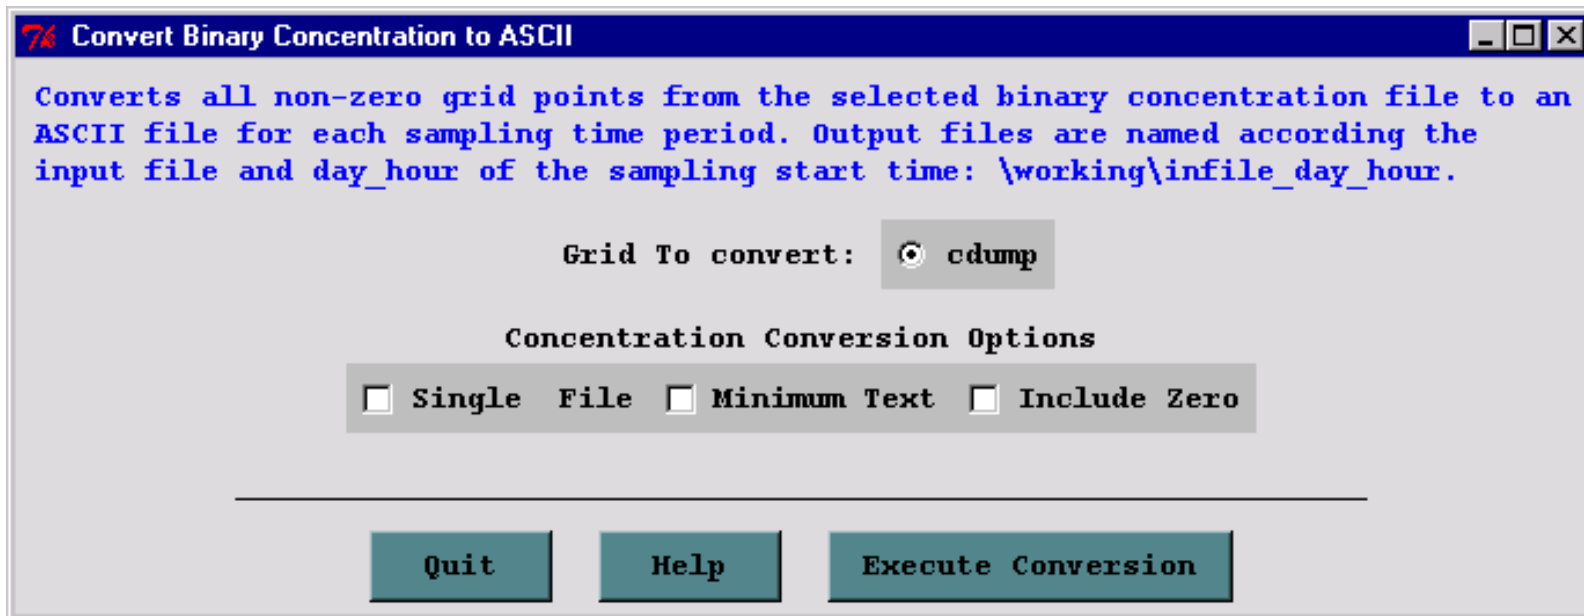 Convert Binary Concentration to ASCII
Converts all non-zero grid points from the selected binary concentration file to an
ASCII file for each sampling time period. Output files are named according the
input file and day_hour of the sampling start time: \working\infile_day_hour.
Grid To convert: cdump
Concentration Conversion Options
Single File Minimum Text Include Zero
Quit Help Execute Conversion